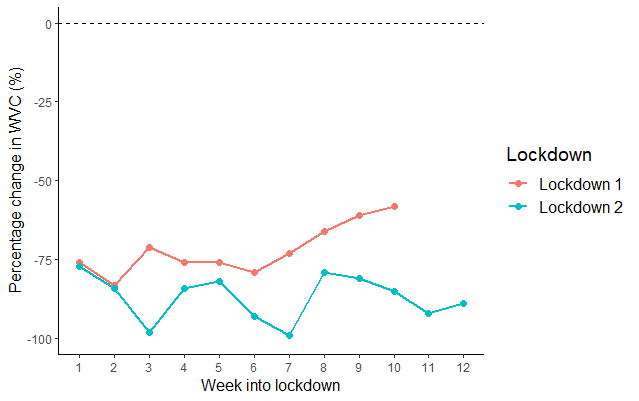 0
-25
-50
-75
-100
Percentage change in WVC (%)
1 2 3 4 5 6 7 8 9 10 11 12
Week into lockdown
Lockdown
Lockdown 1
Lockdown 2